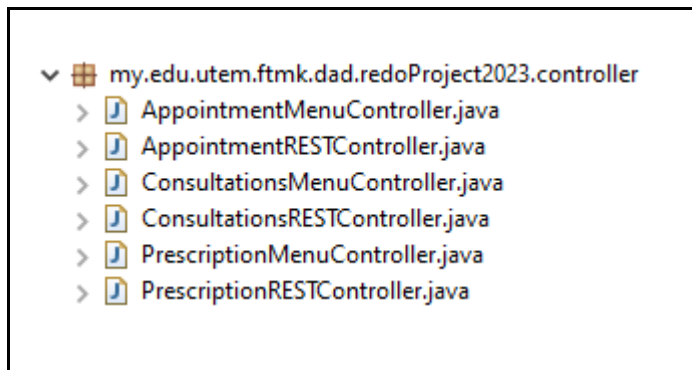 my.edu.utem.ftmk.dad.redoProject2023.controller
AppointmentMenuController.java
AppointmentRESTController.java
ConsultationsMenuController.java
ConsultationsRESTController.java
PrescriptionMenuController.java
PrescriptionRESTController.java